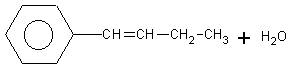 CH=CH-CH₂-CH₃ + H₂O